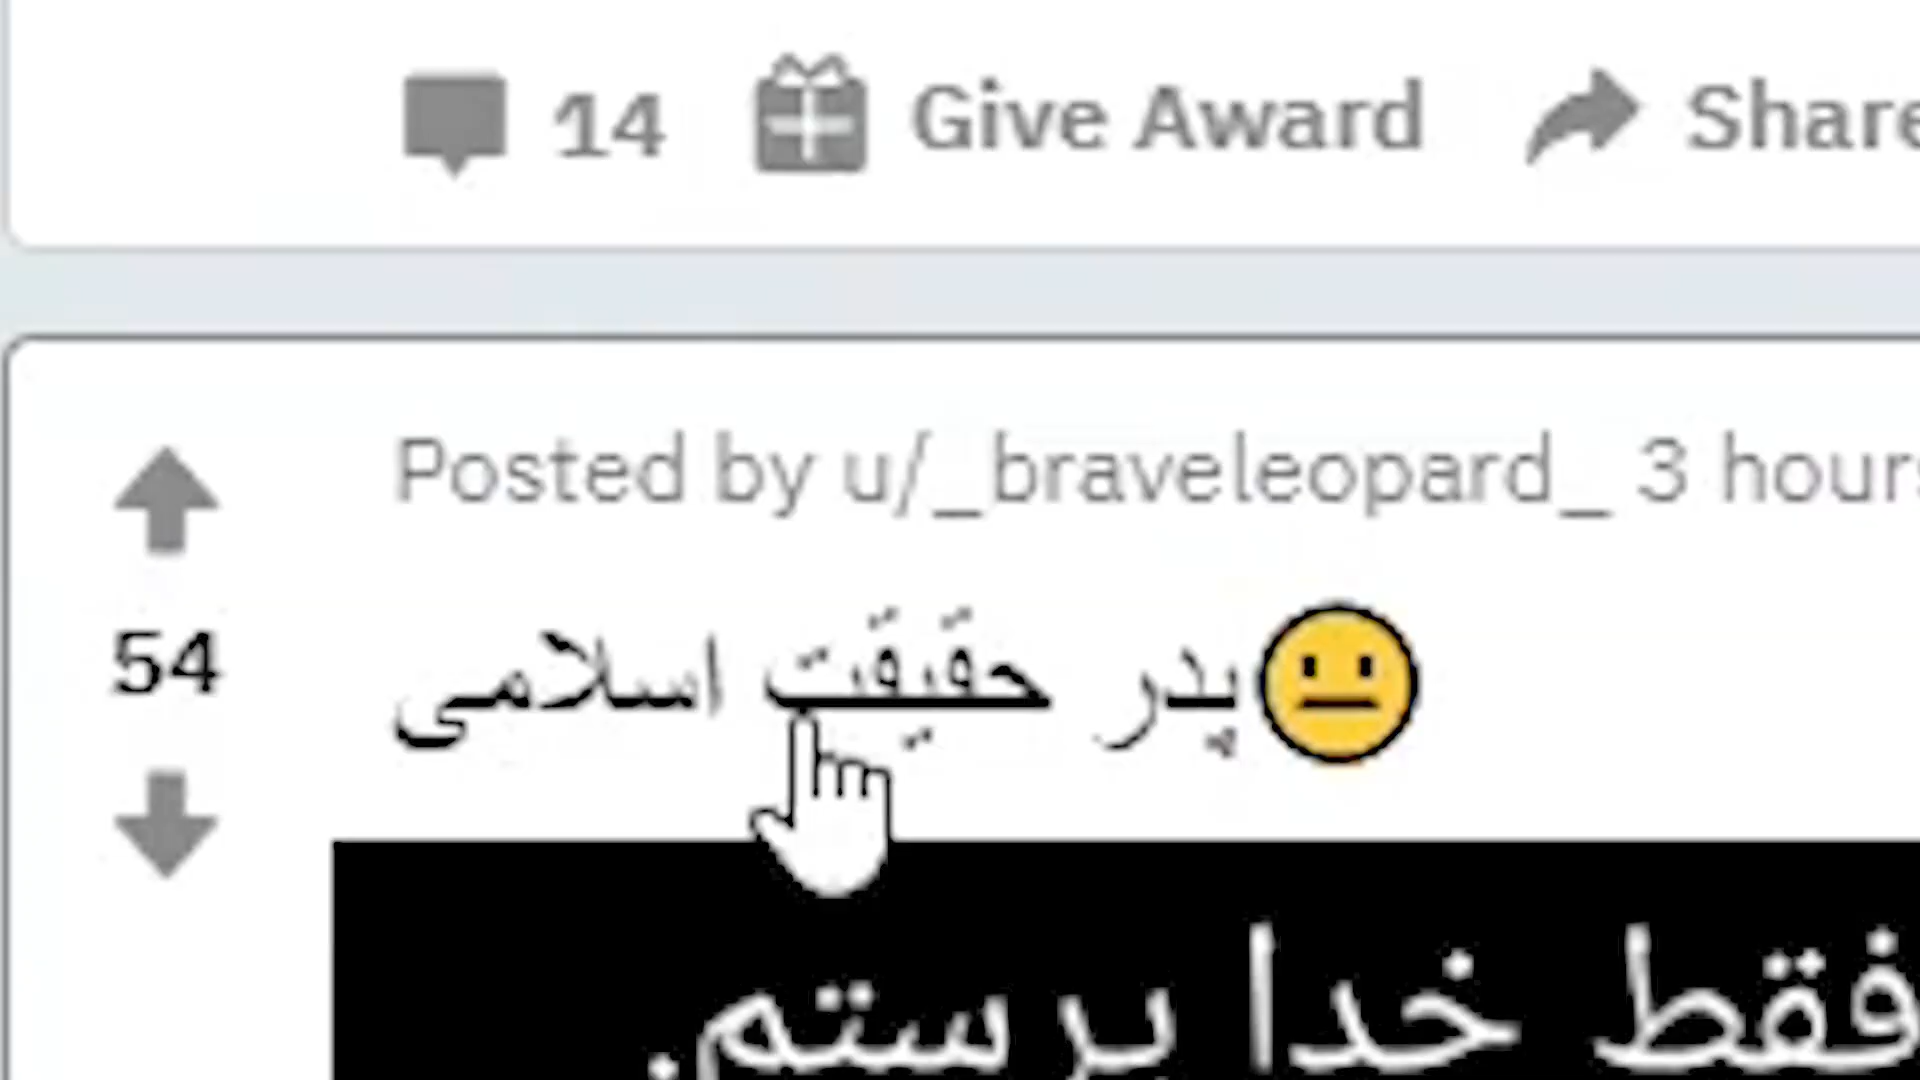 14 Give Award Share
Posted by u/_braveleopard_ 3 hours
54
پدر حقیقت اسلامی😐
فقط خدا پرستم.